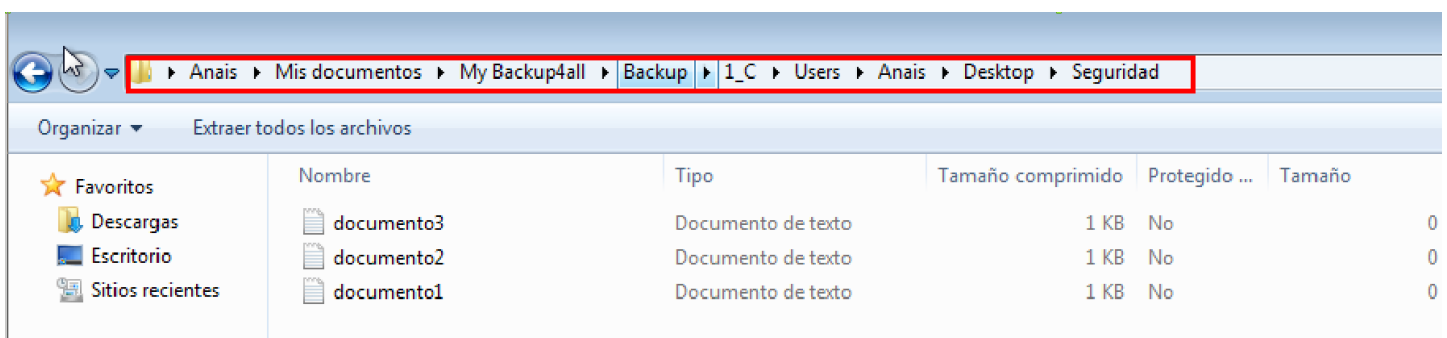 Anais Mis documentos My Backup4all Backup 1_C Users Anais Desktop Seguridad
Organizar Extraer todos los archivos
Favoritos Nombre Tipo Tamaño comprimido Protegido ... Tamaño
Descargas documento3 Documento de texto 1 KB No 0
Escritorio documento2 Documento de texto 1 KB No 0
Sitios recientes documento1 Documento de texto 1 KB No 0